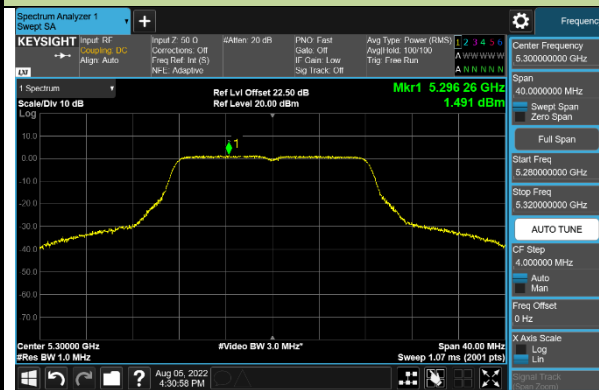 Spectrum Analyzer 1
Swept SA
Frequenc
KEYSIGHT
Input: RF
Coupling: DC
Align: Auto
Input Z: 50 Ω
Corrections: Off
Freq Ref: Int (S)
NFE: Adaptive
#Atten: 20 dB
PNO: Fast
Gate: Off
IF Gain: Low
Sig Track: Off
Avg Type: Power (RMS)
Avg|Hold: 100/100
Trig: Free Run
1 2 3 4 5 6
A W W W W W
A N N N N N
LXI
1 Spectrum
Scale/Div 10 dB
Ref Lvl Offset 22.50 dB
Ref Level 20.00 dBm
Mkr1 5.296 26 GHz
1.491 dBm
Log
10.0
0.00
-10.0
-20.0
-30.0
-40.0
-50.0
-60.0
-70.0
1
Center 5.30000 GHz
#Res BW 1.0 MHz
#Video BW 3.0 MHz*
Span 40.00 MHz
Sweep 1.07 ms (2001 pts)
Aug 05, 2022
4:30:58 PM
Center Frequency
5.300000000 GHz
Span
40.0000000 MHz
Swept Span
Zero Span
Full Span
Start Freq
5.280000000 GHz
Stop Freq
5.320000000 GHz
AUTO TUNE
CF Step
4.000000 MHz
Auto
Man
Freq Offset
0 Hz
X Axis Scale
Log
Lin
Signal Track
(Span Zoom)